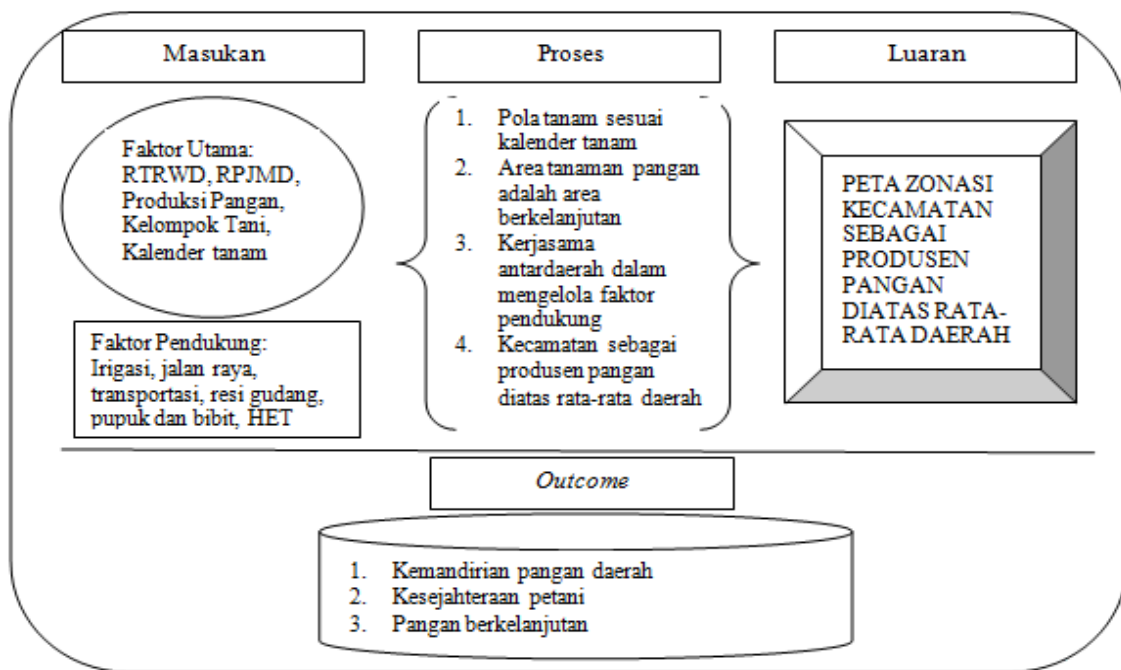 Masukan
Proses
Luaran
Faktor Utama:
RTRWD, RPJMD,
Produksi Pangan,
Kelompok Tani,
Kalender tanam
Faktor Pendukung:
Irigasi, jalan raya,
transportasi, resi gudang,
pupuk dan bibit, HET
1. Pola tanam sesuai
kalender tanam
2. Area tanaman pangan
adalah area
berkelanjutan
3. Kerjasama
antardaerah dalam
mengelola faktor
pendukung
4. Kecamatan sebagai
produsen pangan
diatas rata-rata daerah
PETA ZONASI
KECAMATAN
SEBAGAI
PRODUSEN
PANGAN
DIATAS RATA-
RATA DAERAH
Outcome
1. Kemandirian pangan daerah
2. Kesejahteraan petani
3. Pangan berkelanjutan